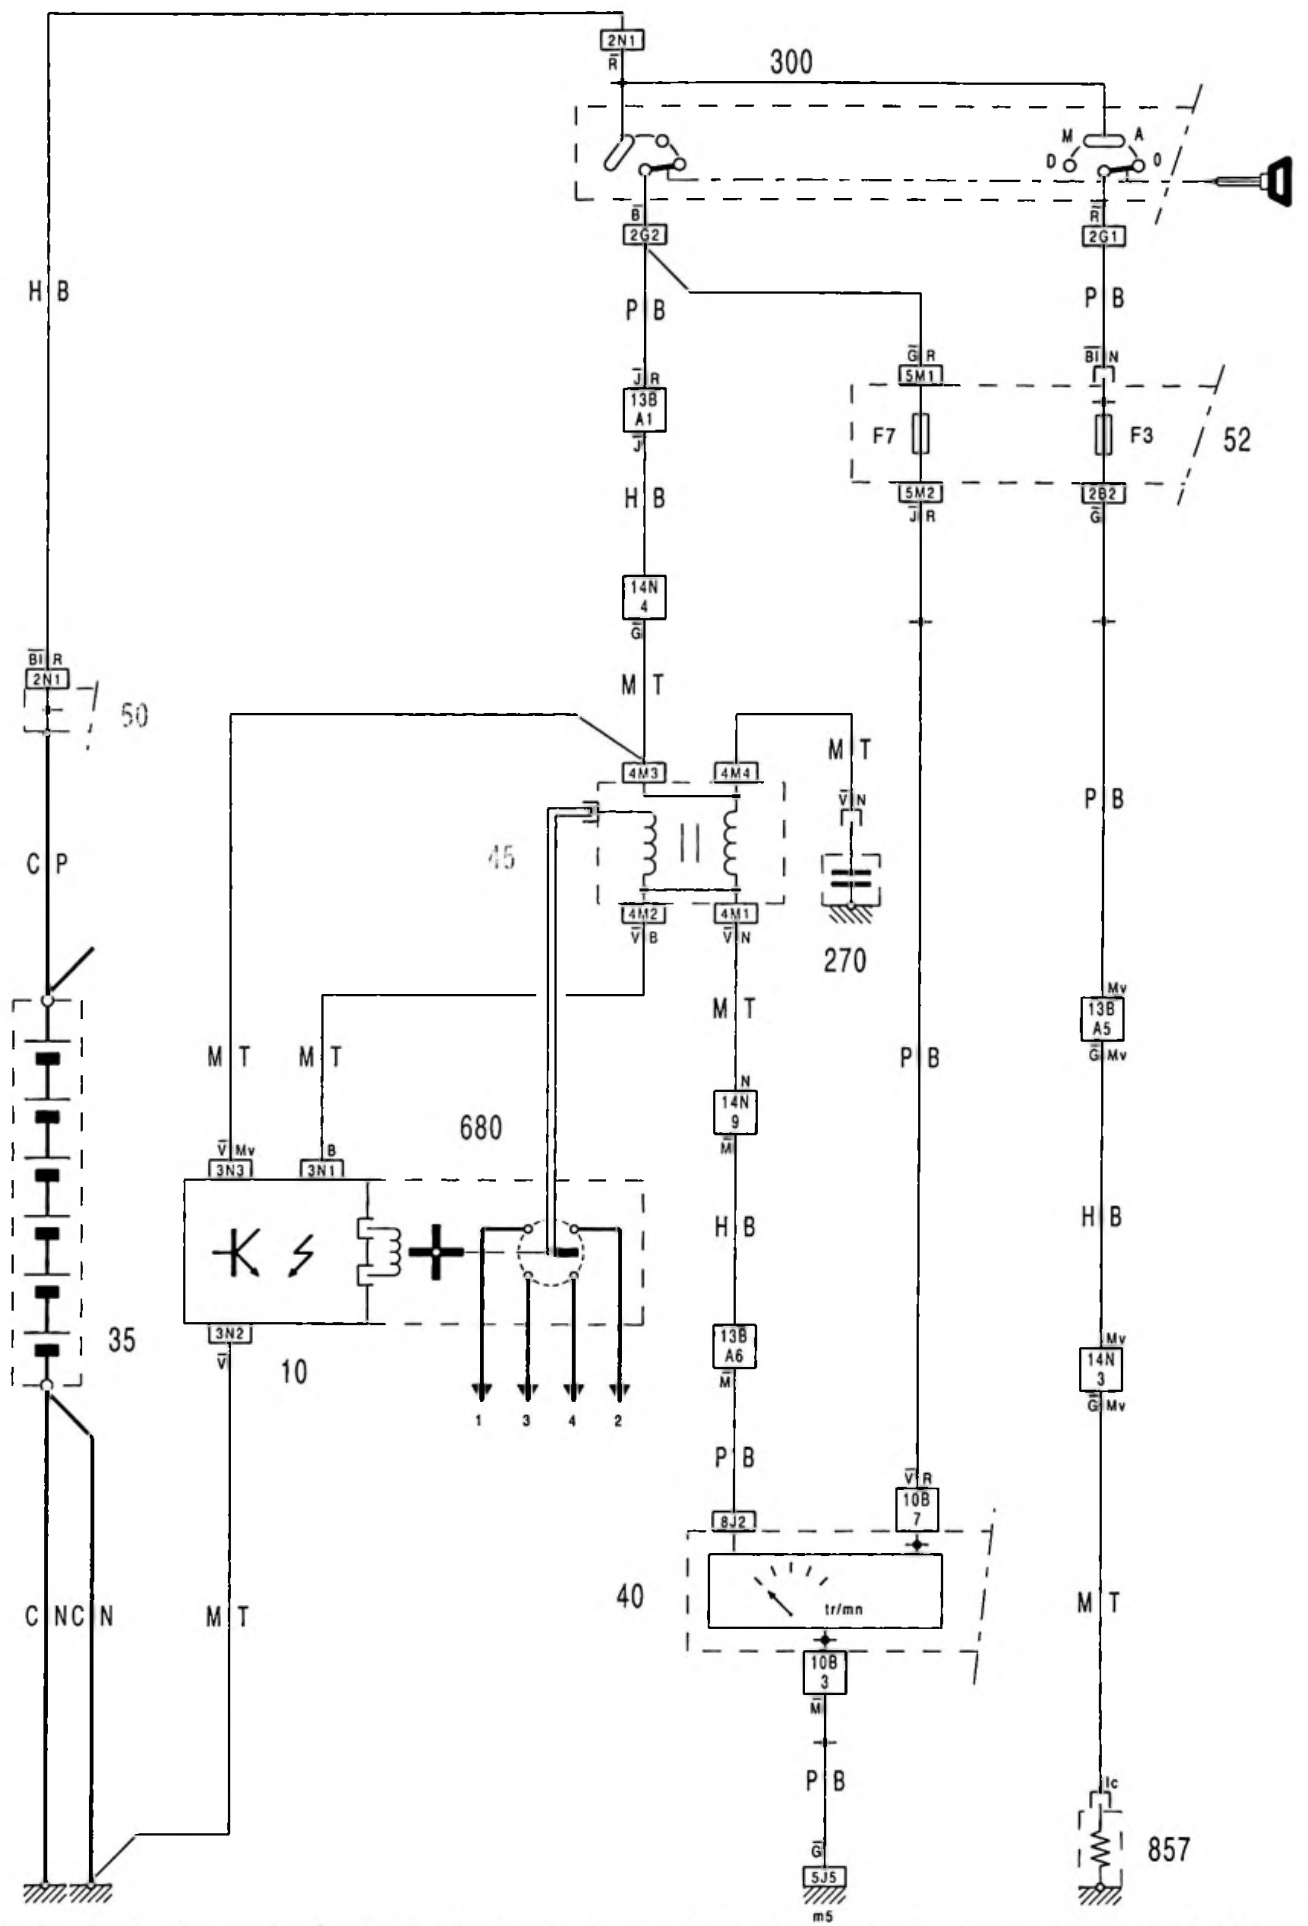 2N1
R
300
M A
D O
B
2G2
R
2G1
H B
P B
P B
J R
13B
A1
J
G R
5M1
BI N
F7
F3
52
5M2
J R
2B2
G
H B
14N
4
G
BI R
2N1
50
M T
4M3
4M4
M T
V N
P B
C P
45
4M2
V B
4M1
V N
270
M T
Mv
13B
A5
G Mv
M T
M T
P B
N
14N
9
M
680
V Mv
3N3
B
3N1
H B
H B
3N2
V
10
35
13B
A6
M
Mv
14N
3
G Mv
1 3 4 2
P B
V R
10B
7
8J2
40
tr/mn
C N C N
M T
M T
10B
3
M
P B
Ic
G
5J5
m5
857